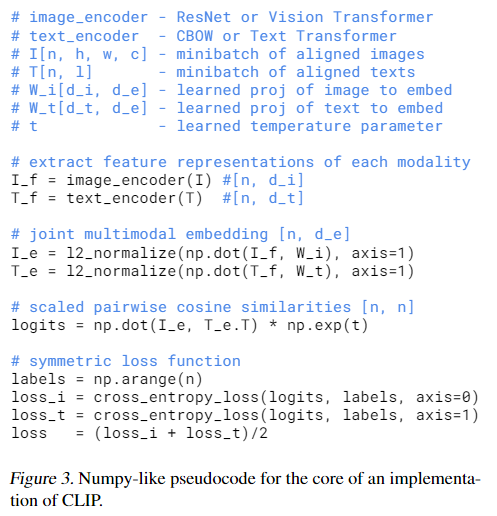 # image_encoder - ResNet or Vision Transformer
# text_encoder  - CBOW or Text Transformer
# I[n, h, w, c] - minibatch of aligned images
# T[n, l]       - minibatch of aligned texts
# W_i[d_i, d_e] - learned proj of image to embed
# W_t[d_t, d_e] - learned proj of text to embed
# t             - learned temperature parameter

# extract feature representations of each modality
I_f = image_encoder(I) #[n, d_i]
T_f = text_encoder(T)  #[n, d_t]

# joint multimodal embedding [n, d_e]
I_e = l2_normalize(np.dot(I_f, W_i), axis=1)
T_e = l2_normalize(np.dot(T_f, W_t), axis=1)

# scaled pairwise cosine similarities [n, n]
logits = np.dot(I_e, T_e.T) * np.exp(t)

# symmetric loss function
labels = np.arange(n)
loss_i = cross_entropy_loss(logits, labels, axis=0)
loss_t = cross_entropy_loss(logits, labels, axis=1)
loss   = (loss_i + loss_t)/2

Figure 3. Numpy-like pseudocode for the core of an implementa-
tion of CLIP.